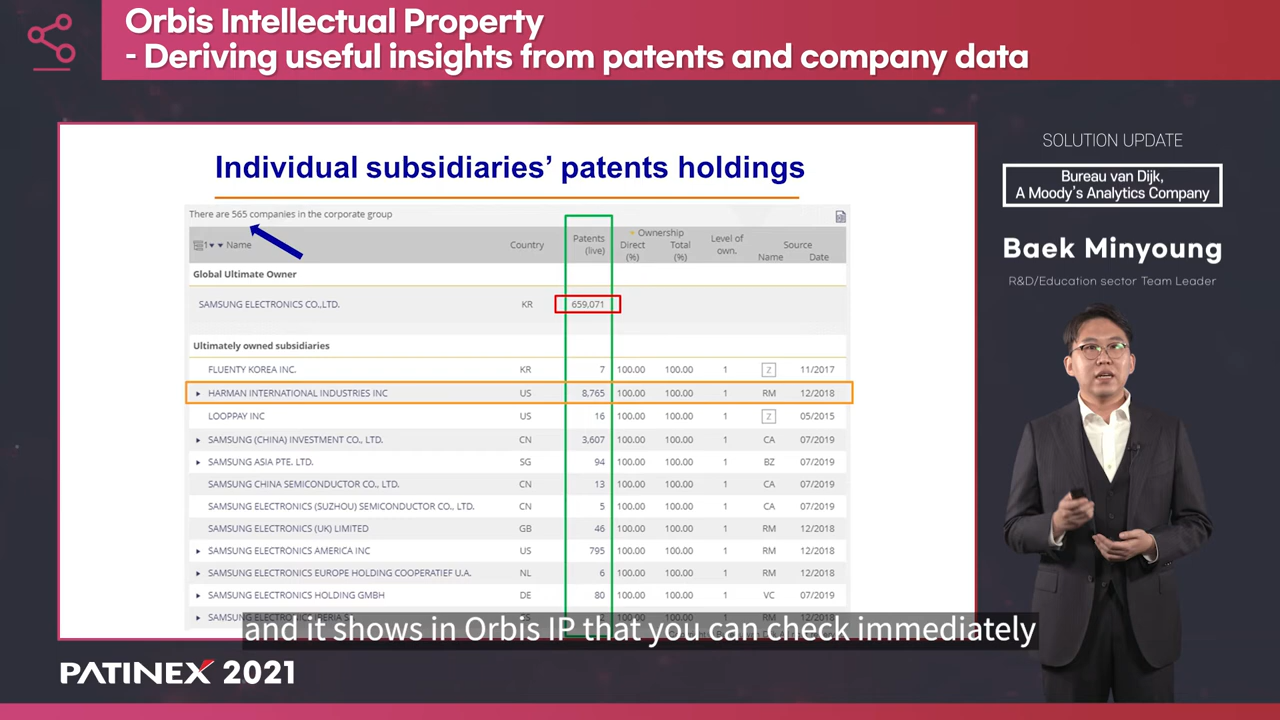 Orbis Intellectual Property
- Deriving useful insights from patents and company data
SOLUTION UPDATE
Bureau van Dijk,
A Moody's Analytics Company
Baek Minyoung
R&D/Education sector Team Leader
Individual subsidiaries' patents holdings
There are 565 companies in the corporate group
1 Name Country Patents (live) Ownership Direct (%) Total (%) Level of own. Source Name Date
Global Ultimate Owner
SAMSUNG ELECTRONICS CO.,LTD. KR 659,071
Ultimately owned subsidiaries
FLUENTY KOREA INC. KR 7 100.00 100.00 1 Z 11/2017
HARMAN INTERNATIONAL INDUSTRIES INC US 8,765 100.00 100.00 1 RM 12/2018
LOOPPAY INC US 16 100.00 100.00 1 Z 05/2015
SAMSUNG (CHINA) INVESTMENT CO., LTD. CN 3,607 100.00 100.00 1 CA 07/2019
SAMSUNG ASIA PTE. LTD. SG 94 100.00 100.00 1 BZ 07/2019
SAMSUNG CHINA SEMICONDUCTOR CO., LTD. CN 13 100.00 100.00 1 CA 07/2019
SAMSUNG ELECTRONICS (SUZHOU) SEMICONDUCTOR CO., LTD. CN 5 100.00 100.00 1 CA 07/2019
SAMSUNG ELECTRONICS (UK) LIMITED GB 46 100.00 100.00 1 RM 12/2018
SAMSUNG ELECTRONICS AMERICA INC US 795 100.00 100.00 1 RM 12/2018
SAMSUNG ELECTRONICS EUROPE HOLDING COOPERATIEF U.A. NL 6 100.00 100.00 1 RM 12/2018
SAMSUNG ELECTRONICS HOLDING GMBH DE 80 100.00 100.00 1 VC 07/2019
and it shows in Orbis IP that you can check immediately
PATINEX 2021